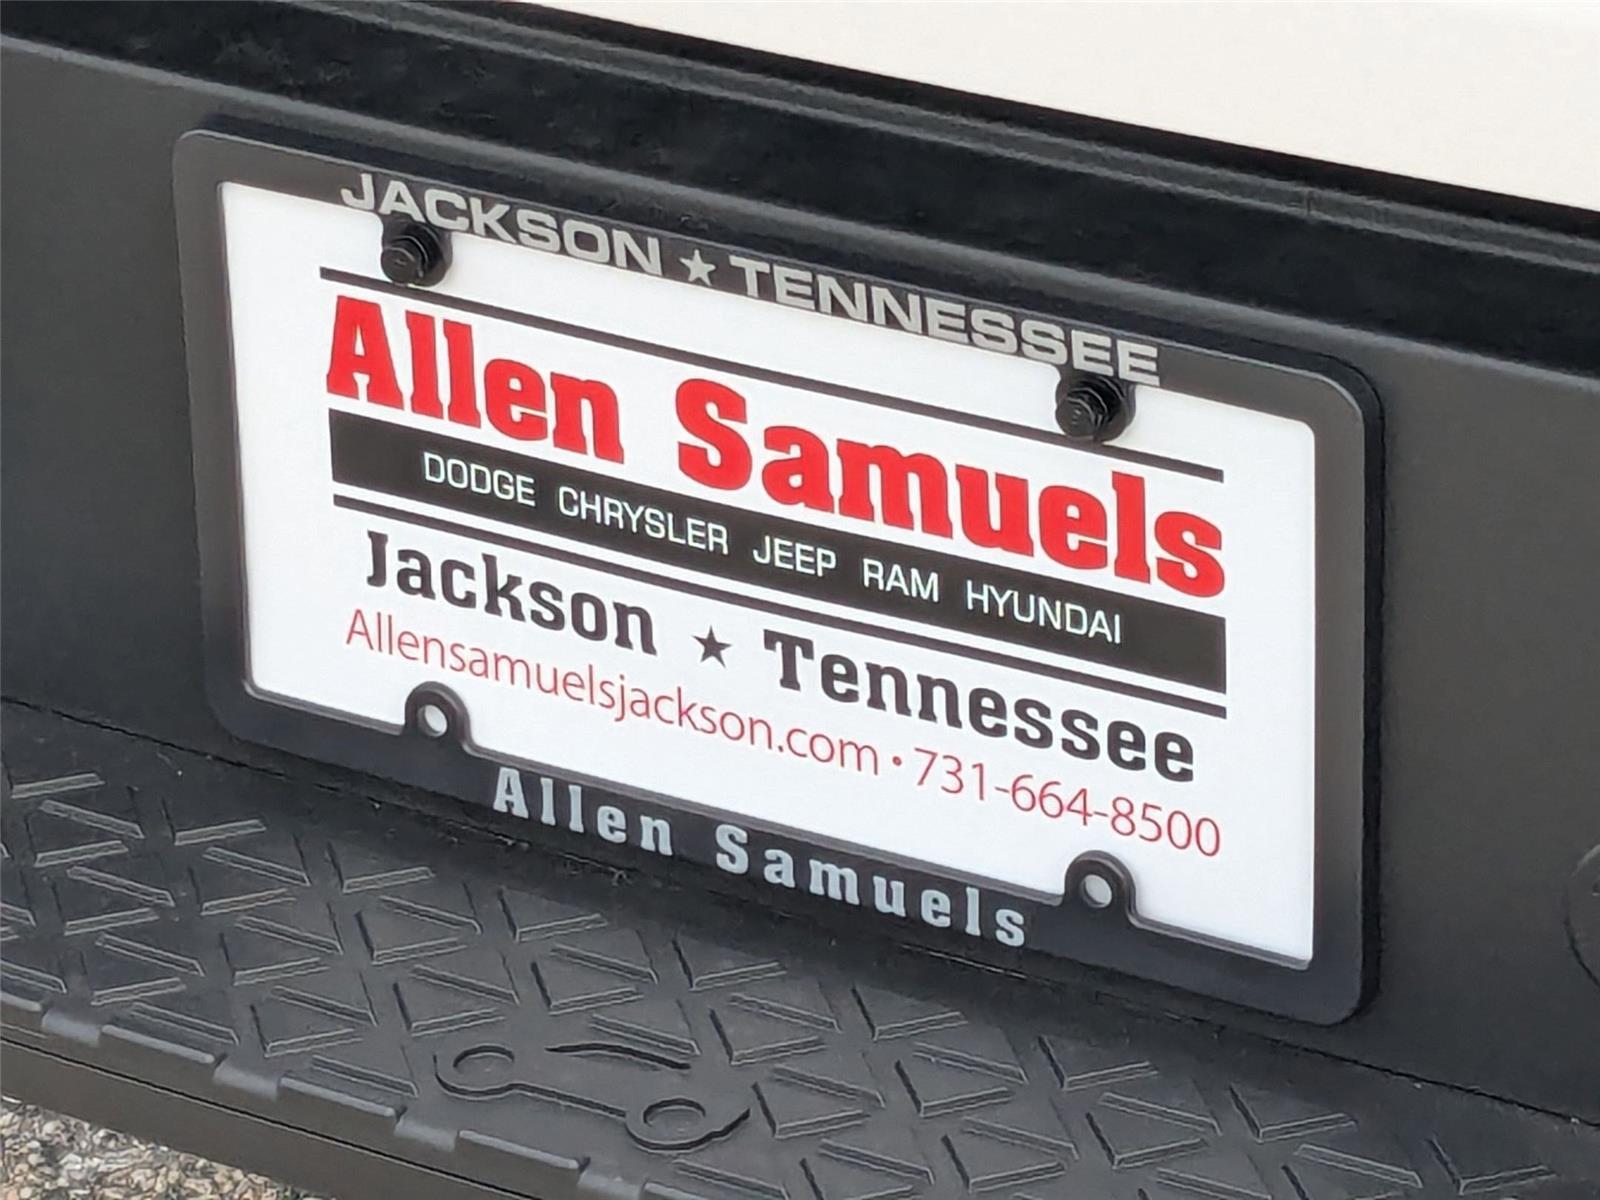 JACKSON ★ TENNESSEE
Allen Samuels
DODGE CHRYSLER JEEP RAM HYUNDAI
Jackson ★ Tennessee
Allensamuelsjackson.com • 731-664-8500
Allen Samuels